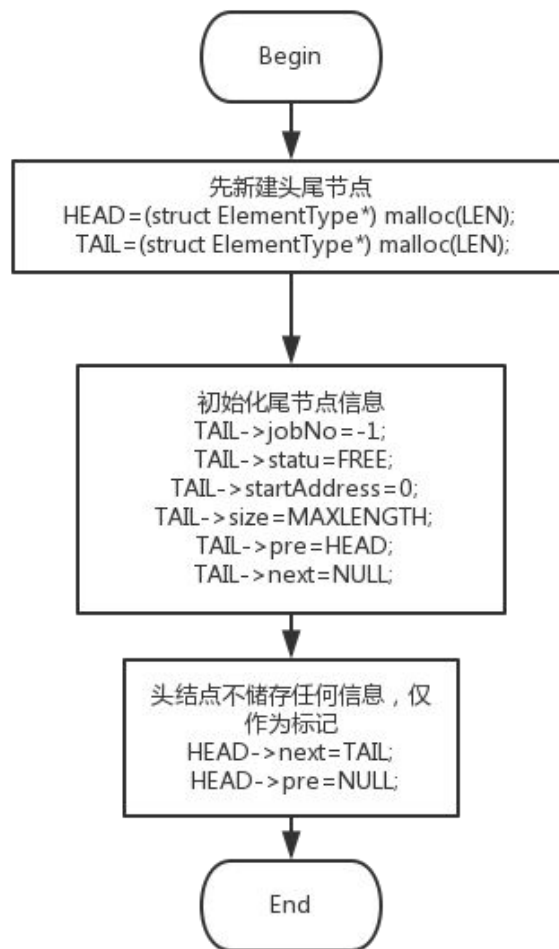 Begin
先新建头尾节点
HEAD=(struct ElementType*) malloc(LEN);
TAIL=(struct ElementType*) malloc(LEN);
初始化尾节点信息
TAIL->jobNo=-1;
TAIL->statu=FREE;
TAIL->startAddress=0;
TAIL->size=MAXLENGTH;
TAIL->pre=HEAD;
TAIL->next=NULL;
头结点不储存任何信息，仅
作为标记
HEAD->next=TAIL;
HEAD->pre=NULL;
End